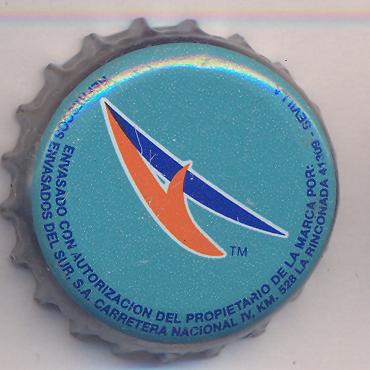 ENVASADO CON AUTORIZACION DEL PROPIETARIO DE LA MARCA POR:
REFRESCOS ENVASADOS DEL SUR, S.A. CARRETERA NACIONAL IV, KM. 528 LA RINCONADA 41309 - SEVILLA
TM